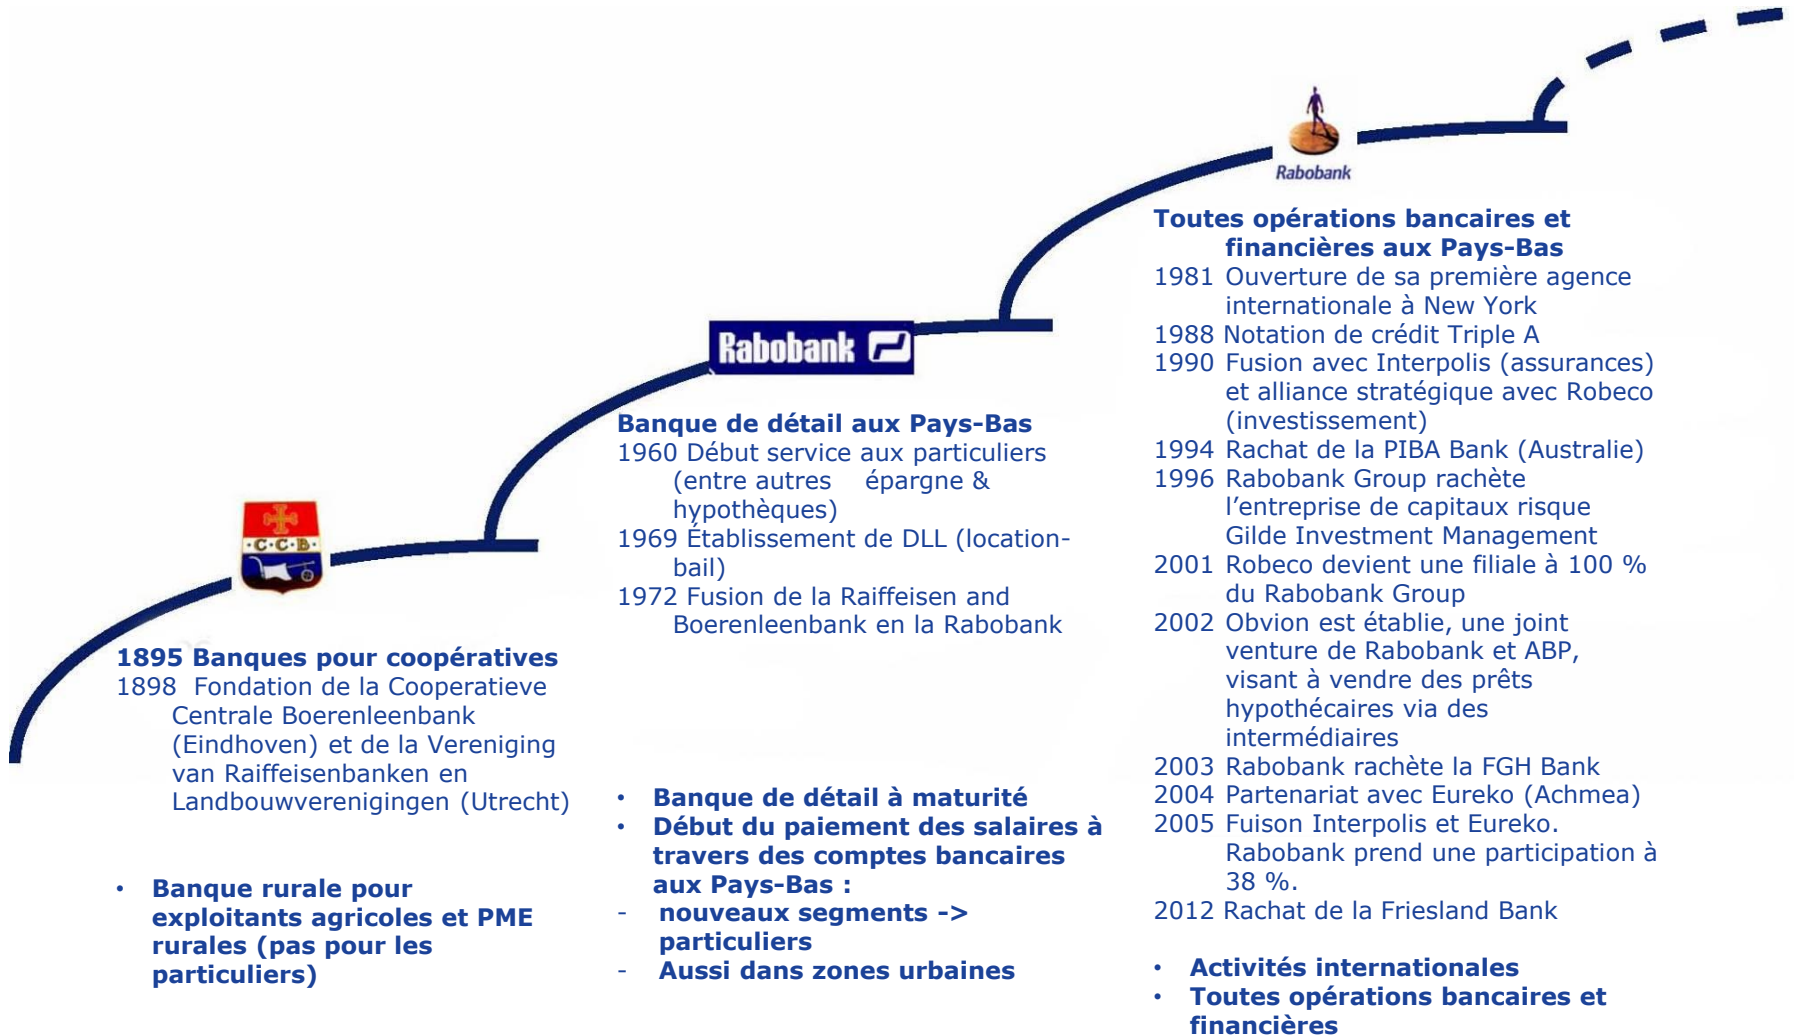 Rabobank
Toutes opérations bancaires et
financières aux Pays-Bas
1981 Ouverture de sa première agence
internationale à New York
1988 Notation de crédit Triple A
1990 Fusion avec Interpolis (assurances)
et alliance stratégique avec Robeco
(investissement)
1994 Rachat de la PIBA Bank (Australie)
1996 Rabobank Group rachète
l’entreprise de capitaux risque
Gilde Investment Management
2001 Robeco devient une filiale à 100 %
du Rabobank Group
2002 Obvion est établie, une joint
venture de Rabobank et ABP,
visant à vendre des prêts
hypothécaires via des
intermédiaires
2003 Rabobank rachète la FGH Bank
2004 Partenariat avec Eureko (Achmea)
2005 Fuison Interpolis et Eureko.
Rabobank prend une participation à
38 %.
2012 Rachat de la Friesland Bank
• Activités internationales
• Toutes opérations bancaires et
financières
Rabobank
Banque de détail aux Pays-Bas
1960 Début service aux particuliers
(entre autres épargne &
hypothèques)
1969 Établissement de DLL (location-
bail)
1972 Fusion de la Raiffeisen and
Boerenleenbank en la Rabobank
• Banque de détail à maturité
• Début du paiement des salaires à
travers des comptes bancaires
aux Pays-Bas :
- nouveaux segments ->
particuliers
- Aussi dans zones urbaines
·C·C·B·
1895 Banques pour coopératives
1898 Fondation de la Cooperatieve
Centrale Boerenleenbank
(Eindhoven) et de la Vereniging
van Raiffeisenbanken en
Landbouwverenigingen (Utrecht)
• Banque rurale pour
exploitants agricoles et PME
rurales (pas pour les
particuliers)